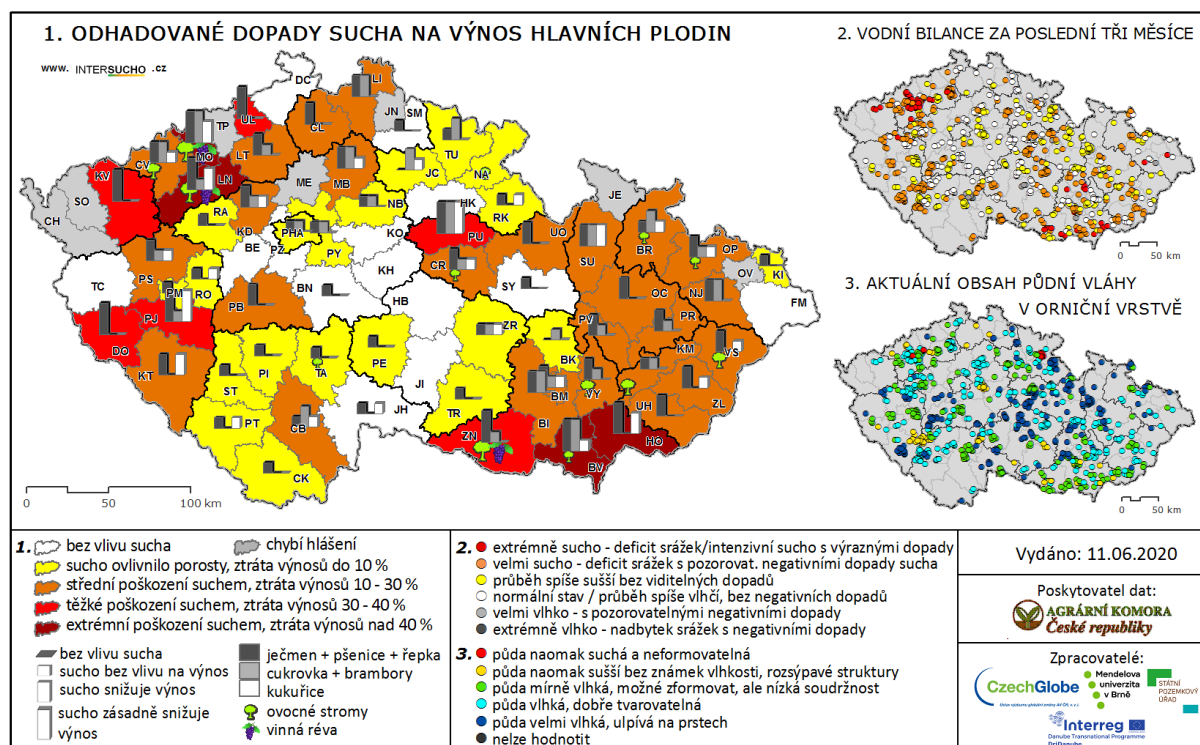 1. ODHADOVANÉ DOPADY SUCHA NA VÝNOS HLAVNÍCH PLODIN
www. INTERSUCHO .cz
DC
LI
UL
TP
CL
JN
SM
CV
MO
LT
LN
TU
KV
SO
CH
ME
MB
JC
NA
RA
KD
NB
HK
RK
JE
PHA
BE
PZ
KO
PU
UO
PY
CR
SU
BR
OP
OV
KI
TC
PS
RO
PM
PB
BN
KH
SY
HB
OC
NJ
FM
PJ
DO
PV
PR
KT
PI
TA
PE
ZR
BK
KM
VS
ST
JI
BM
VY
PT
CB
JH
TR
BI
UH
ZL
ZN
HO
BV
CK
0 50 100 km
2. VODNÍ BILANCE ZA POSLEDNÍ TŘI MĚSÍCE
0 50 km
3. AKTUÁLNÍ OBSAH PŮDNÍ VLÁHY
V ORNIČNÍ VRSTVĚ
0 50 km
1. bez vlivu sucha
chybí hlášení
sucho ovlivnilo porosty, ztráta výnosů do 10 %
střední poškození suchem, ztráta výnosů 10 - 30 %
těžké poškození suchem, ztráta výnosů 30 - 40 %
extrémní poškození suchem, ztráta výnosů nad 40 %
bez vlivu sucha
sucho bez vlivu na výnos
sucho snižuje výnos
sucho zásadně snižuje
výnos
ječmen + pšenice + řepka
cukrovka + brambory
kukuřice
ovocné stromy
vinná réva
2. extrémně sucho - deficit srážek/intenzivní sucho s výraznými dopady
velmi sucho - deficit srážek s pozorovat. negativními dopady sucha
průběh spíše sušší bez viditelných dopadů
normální stav / průběh spíše vlhčí, bez negativních dopadů
velmi vlhko - s pozorovatelnými negativními dopady
extrémně vlhko - nadbytek srážek s negativními dopady
3. půda naomak suchá a neformovatelná
půda naomak sušší bez známek vlhkosti, rozsýpavé struktury
půda mírně vlhká, možné zformovat, ale nízká soudržnost
půda vlhká, dobře tvarovatelná
půda velmi vlhká, ulpívá na prstech
nelze hodnotit
Vydáno: 11.06.2020
Poskytovatel dat:
AGRÁRNÍ KOMORA
České republiky
Zpracovatelé:
CzechGlobe
Mendelova
univerzita
v Brně
STÁTNÍ
POZEMKOVÝ
ÚŘAD
Interreg
Danube Transnational Programme
DriDanube